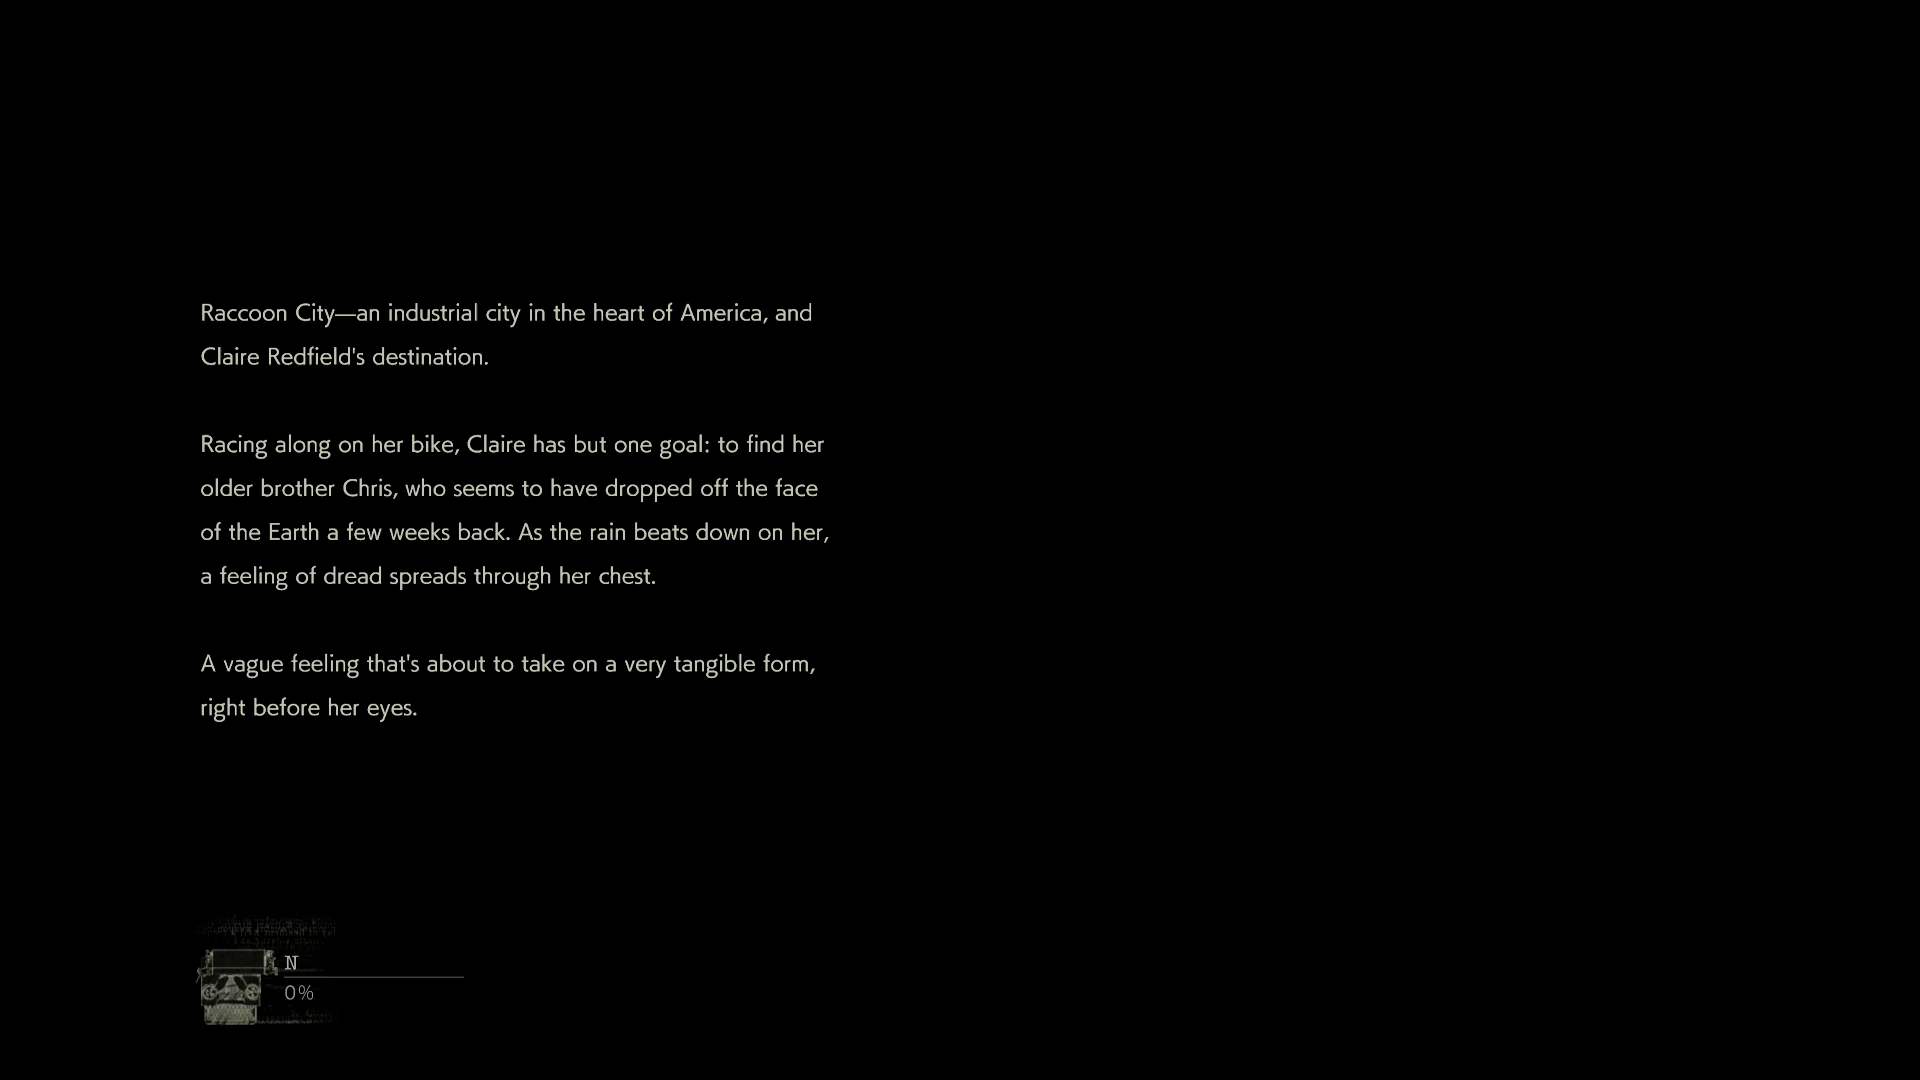 Raccoon City—an industrial city in the heart of America, and
Claire Redfield's destination.
Racing along on her bike, Claire has but one goal: to find her
older brother Chris, who seems to have dropped off the face
of the Earth a few weeks back. As the rain beats down on her,
a feeling of dread spreads through her chest.
A vague feeling that's about to take on a very tangible form,
right before her eyes.
N
0%